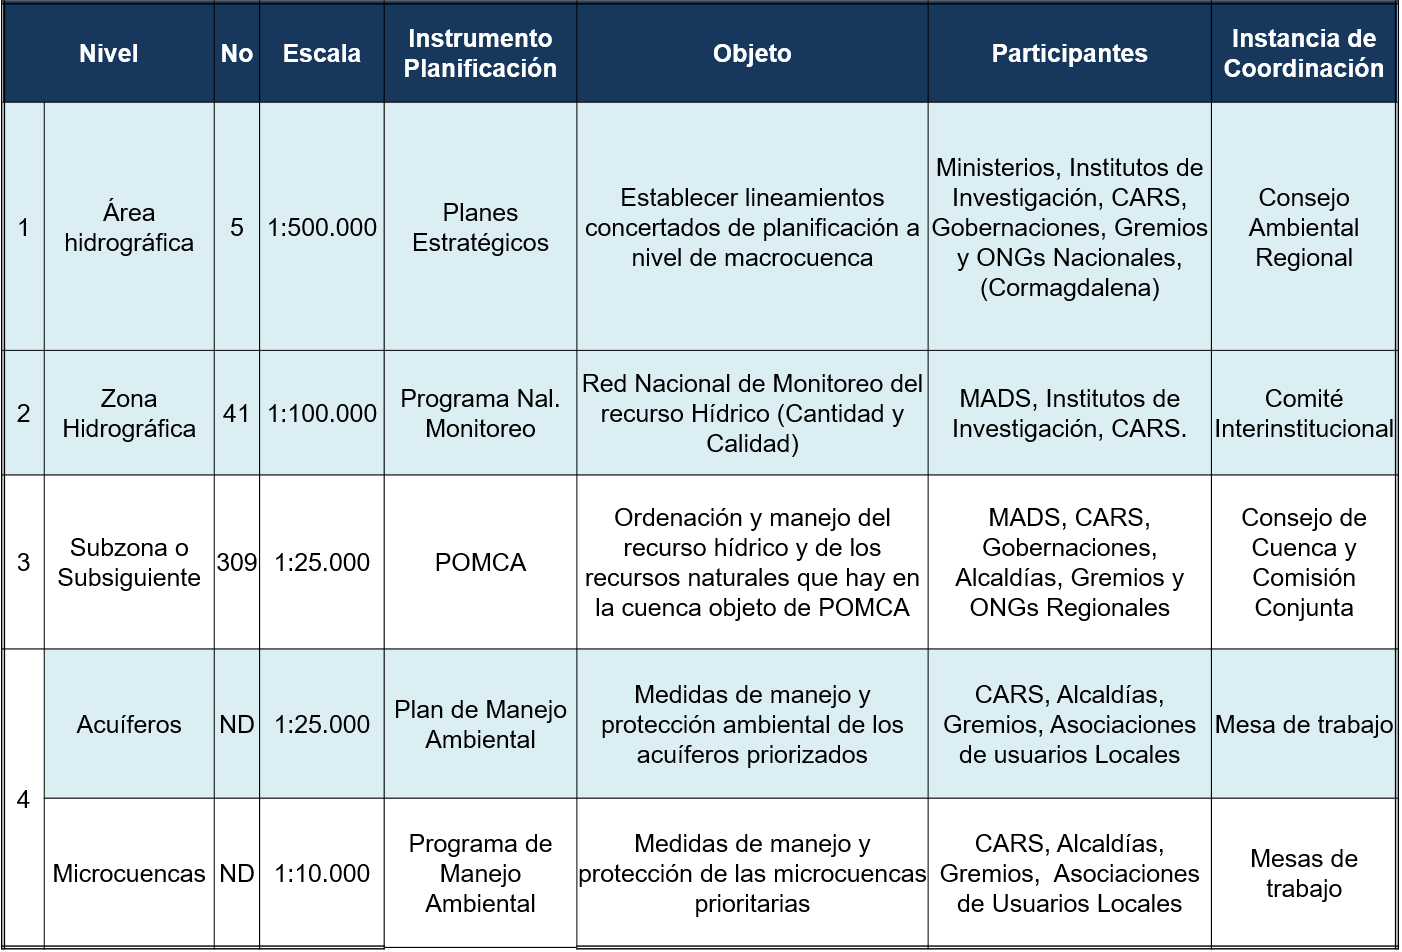 Nivel
No
Escala
Instrumento
Planificación
Objeto
Participantes
Instancia de
Coordinación
1
Área
hidrográfica
5
1:500.000
Planes
Estratégicos
Establecer lineamientos
concertados de planificación a
nivel de macrocuenca
Ministerios, Institutos de
Investigación, CARS,
Gobernaciones, Gremios
y ONGs Nacionales,
(Cormagdalena)
Consejo
Ambiental
Regional
2
Zona
Hidrográfica
41
1:100.000
Programa Nal.
Monitoreo
Red Nacional de Monitoreo del
recurso Hídrico (Cantidad y
Calidad)
MADS, Institutos de
Investigación, CARS.
Comité
Interinstitucional
3
Subzona o
Subsiguiente
309
1:25.000
POMCA
Ordenación y manejo del
recurso hídrico y de los
recursos naturales que hay en
la cuenca objeto de POMCA
MADS, CARS,
Gobernaciones,
Alcaldías, Gremios y
ONGs Regionales
Consejo de
Cuenca y
Comisión
Conjunta
4
Acuíferos
ND
1:25.000
Plan de Manejo
Ambiental
Medidas de manejo y
protección ambiental de los
acuíferos priorizados
CARS, Alcaldías,
Gremios, Asociaciones
de usuarios Locales
Mesa de trabajo
Microcuencas
ND
1:10.000
Programa de
Manejo
Ambiental
Medidas de manejo y
protección de las microcuencas
prioritarias
CARS, Alcaldías,
Gremios, Asociaciones
de Usuarios Locales
Mesas de
trabajo